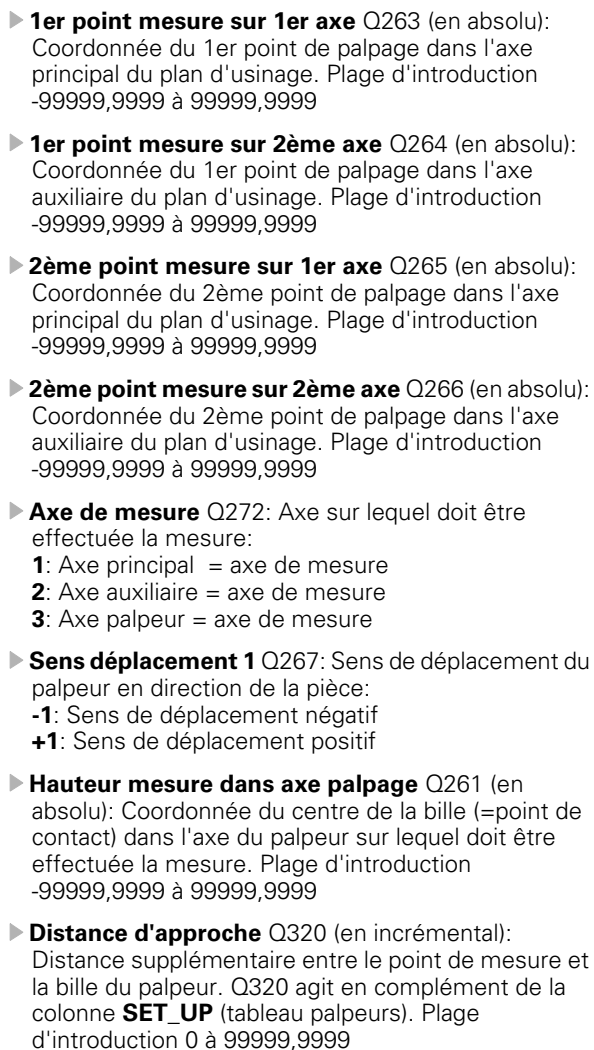 1er point mesure sur 1er axe Q263 (en absolu):
Coordonnée du 1er point de palpage dans l'axe
principal du plan d'usinage. Plage d'introduction
-99999,9999 à 99999,9999
1er point mesure sur 2ème axe Q264 (en absolu):
Coordonnée du 1er point de palpage dans l'axe
auxiliaire du plan d'usinage. Plage d'introduction
-99999,9999 à 99999,9999
2ème point mesure sur 1er axe Q265 (en absolu):
Coordonnée du 2ème point de palpage dans l'axe
principal du plan d'usinage. Plage d'introduction
-99999,9999 à 99999,9999
2ème point mesure sur 2ème axe Q266 (en absolu):
Coordonnée du 2ème point de palpage dans l'axe
auxiliaire du plan d'usinage. Plage d'introduction
-99999,9999 à 99999,9999
Axe de mesure Q272: Axe sur lequel doit être
effectuée la mesure:
1: Axe principal = axe de mesure
2: Axe auxiliaire = axe de mesure
3: Axe palpeur = axe de mesure
Sens déplacement 1 Q267: Sens de déplacement du
palpeur en direction de la pièce:
-1: Sens de déplacement négatif
+1: Sens de déplacement positif
Hauteur mesure dans axe palpage Q261 (en
absolu): Coordonnée du centre de la bille (=point de
contact) dans l'axe du palpeur sur lequel doit être
effectuée la mesure. Plage d'introduction
-99999,9999 à 99999,9999
Distance d'approche Q320 (en incrémental):
Distance supplémentaire entre le point de mesure et
la bille du palpeur. Q320 agit en complément de la
colonne SET_UP (tableau palpeurs). Plage
d'introduction 0 à 99999,9999